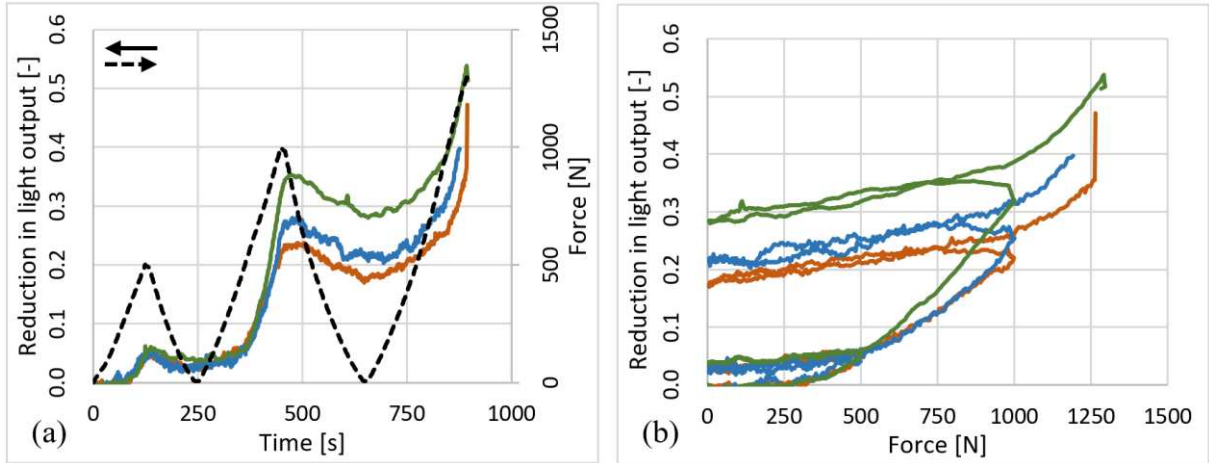 Reduction in light output [-]
0.6
0.5
0.4
0.3
0.2
0.1
0.0
1500
1000
500
0
Force [N]
0 250 500 750 1000
(a)
Time [s]
Reduction in light output [-]
0.6
0.5
0.4
0.3
0.2
0.1
0.0
0 250 500 750 1000 1250 1500
(b)
Force [N]